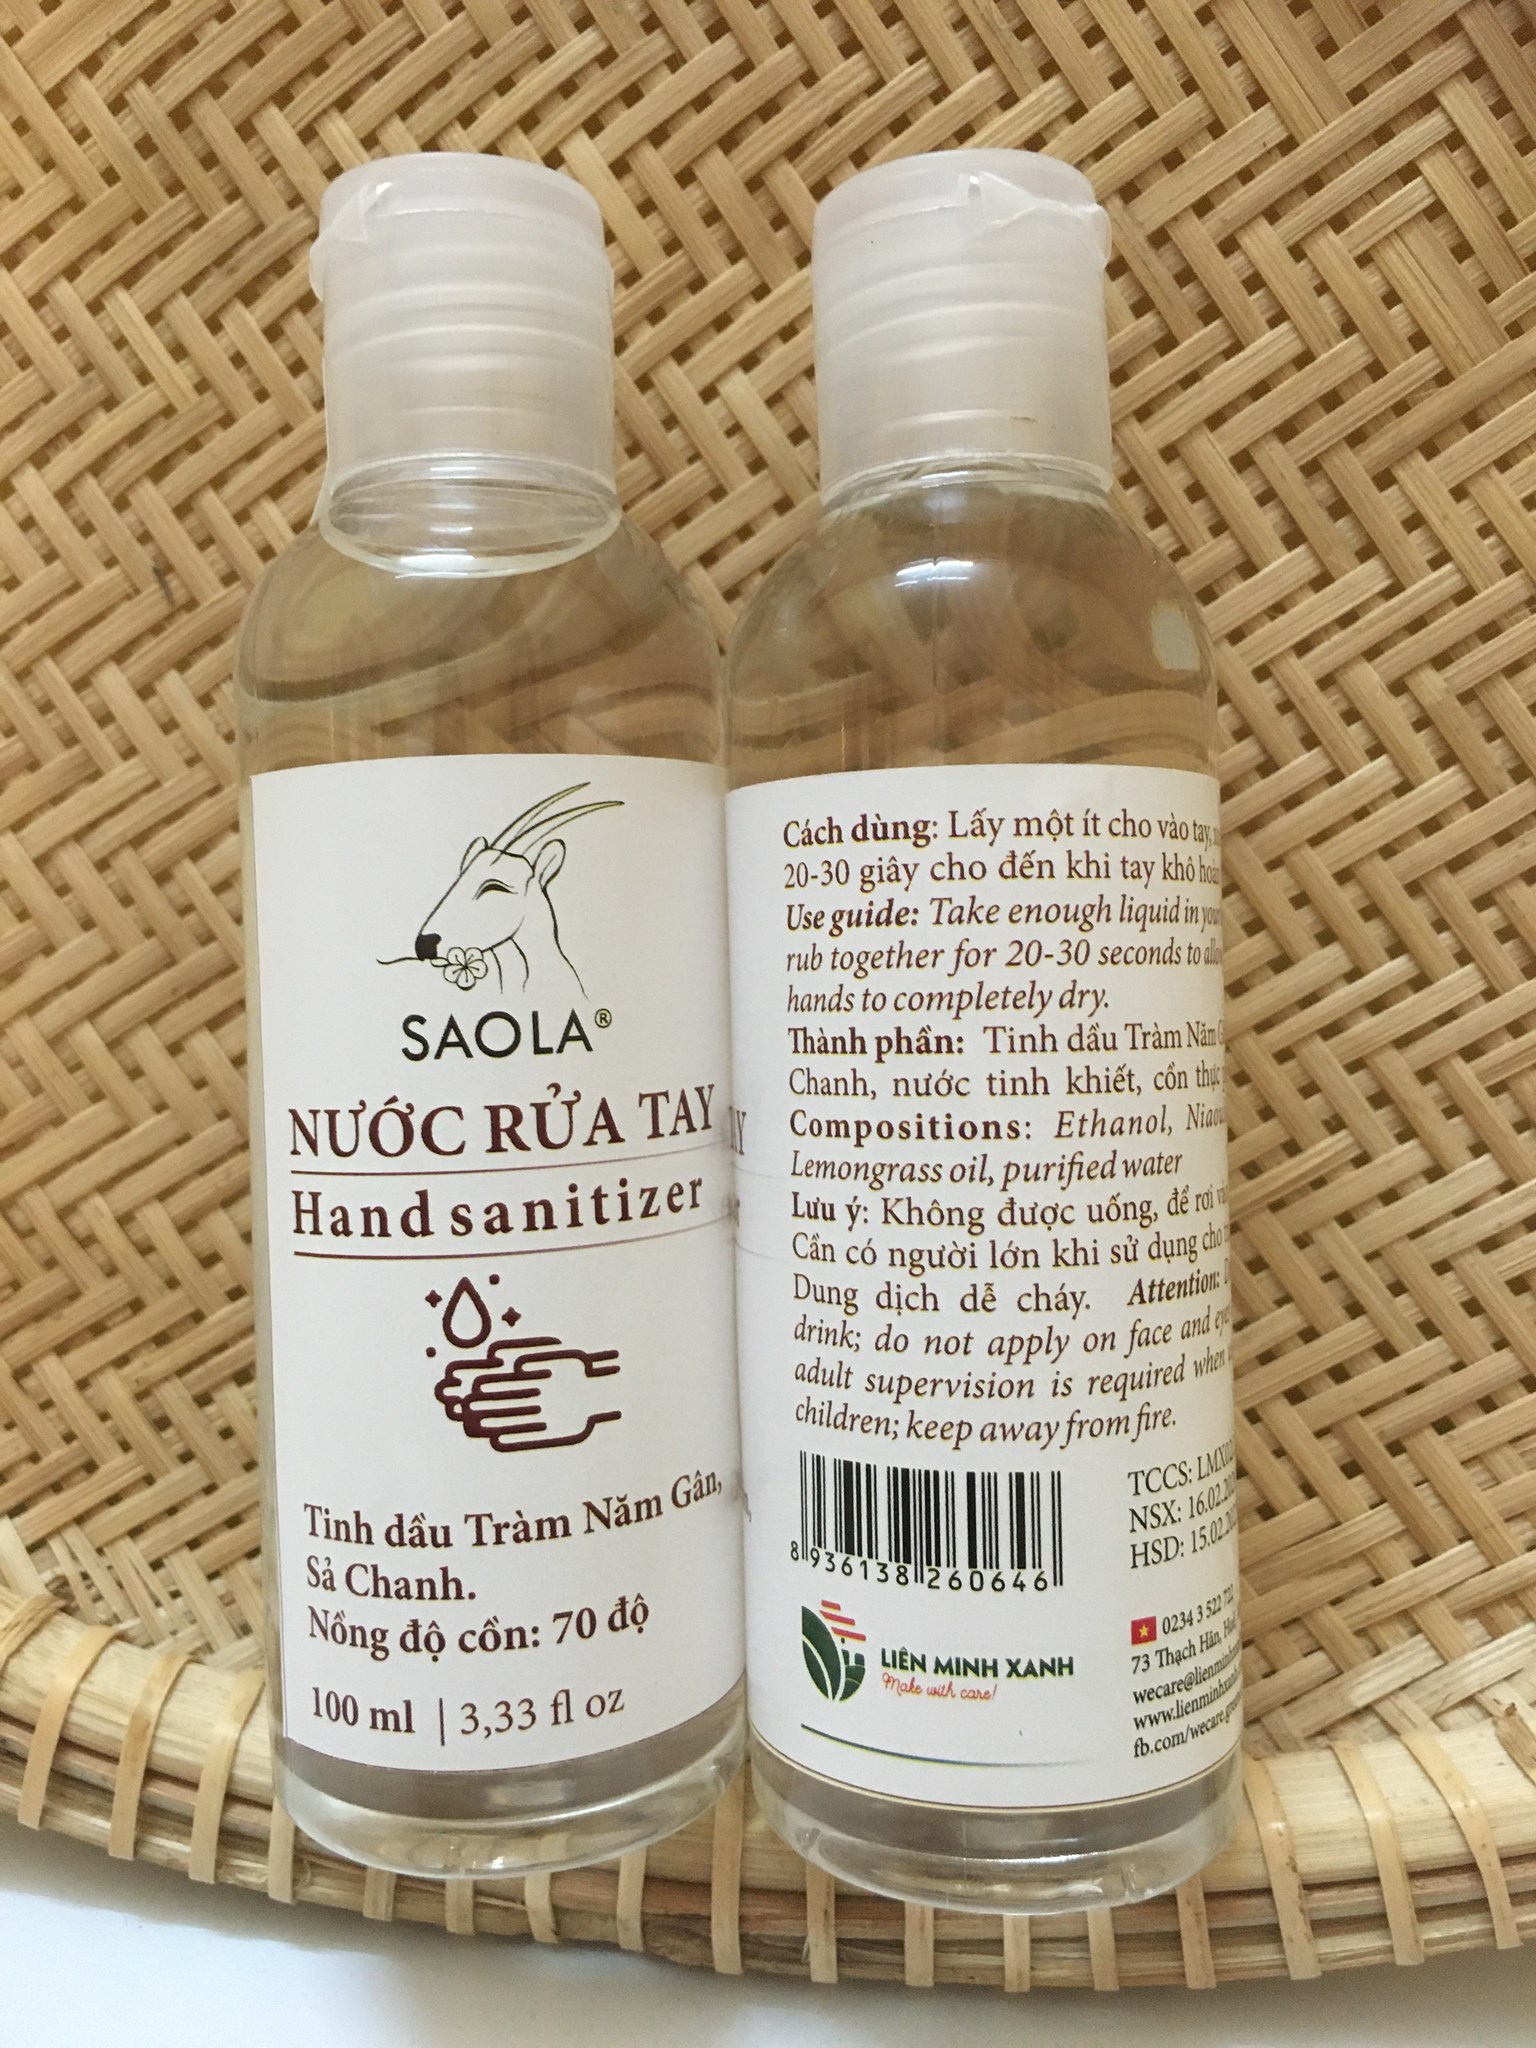 SAOLA®
NƯỚC RỬA TAY
Hand sanitizer
Tinh dầu Tràm Năm Gân,
Sả Chanh.
Nồng độ cồn: 70 độ
100 ml | 3,33 fl oz
Cách dùng: Lấy một ít cho vào tay,
20-30 giây cho đến khi tay khô
Use guide: Take enough liquid in
rub together for 20-30 seconds to
hands to completely dry.
Thành phần: Tinh dầu Tràm Năm
Chanh, nước tinh khiết, cồn
Compositions: Ethanol,
Lemongrass oil, purified water
Lưu ý: Không được uống, để rơi
Cần có người lớn khi sử dụng cho
Dung dịch dễ cháy. Attention:
drink; do not apply on face and
adult supervision is required when
children; keep away from fire.
TCCS:
NSX:
HSD:
8 936138 260646
LIÊN MINH XANH
Make with care!
0234 3 522
73 Thạch Hãn,